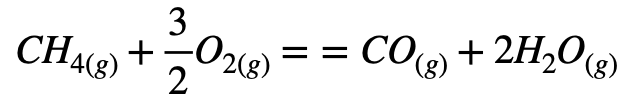 CH₄₍g₎ + 3/2 O₂₍g₎ = = CO₍g₎ + 2H₂O₍g₎